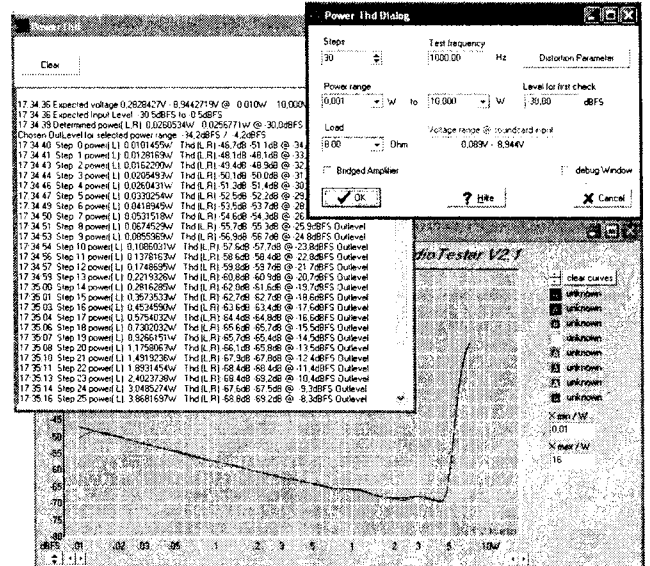 Power Thd
Clear
17 34 36 Expected voltage 0,2828427V - 8,9442719V @ 0.010W 10,000W
17 34 36 Expected Input Level -30 5dBFS to -0 5dBFS
17 34 39 Determined power( L,R) 0,0260534W 0,0256771W @ -30,0dBFS
Chosen OutLevel for selected power range -34,2dBFS / -4,2dBFS
17 34 40 Step 0 power( L) 0,0101455W Thd (L,R) -46,7dB -51 1dB @ -34,
17 34 42 Step 1 power( L) 0,0128169W Thd (L,R) -48,1dB -48,1dB @ -33,
17 34 43 Step 2 power( L) 0,0162290W Thd (L,R) -49,4dB -48,9dB @ -32,
17 34 44 Step 3 power( L) 0,0205493W Thd (L,R) -50,1dB -50,0dB @ -31,
17 34 46 Step 4 power( L) 0,0260431W Thd (L,R) -51,3dB -51,4dB @ -30,
17 34 47 Step 5 power( L) 0,0330254W Thd (L,R) -52,5dB -52,2dB @ -29,
17 34 49 Step 6 power( L) 0,0418945W Thd (L,R) -53,5dB -53,7dB @ -28,
17 34 50 Step 7 power( L) 0,0531518W Thd (L,R) -54 6dB -54,3dB @ -26
17 34 51 Step 8 power( L) 0,0674529W Thd (L,R) -55,7dB -55 3dB @ -25,9dBFS Outlevel
17 34 53 Step 9 power( L) 0,0855969W Thd (L,R) -56,9dB -56 7dB @ -24 8dBFS Outlevel
17 34 54 Step 10 power( L) 0,1086031W Thd (L,R) -57 6dB -57,7dB @ -23,8dBFS Outlevel
17 34 56 Step 11 power( L) 0,1378163W Thd (L,R) -58 6dB -58 4dB @ -22,8dBFS Outlevel
17 34 57 Step 12 power( L) 0,1748695W Thd (L,R) -59,8dB -59 7dB @ -21 7dBFS Outlevel
17 34 59 Step 13 power( L) 0,2219326W Thd (L,R) -60,8dB -60 9dB @ -20,7dBFS Outlevel
17 35 00 Step 14 power( L) 0,2816285W Thd (L,R) -62 0dB -61,6dB @ -19,7dBFS Outlevel
17 35 01 Step 15 power( L) 0,3573533W Thd (L,R) -62,7dB -62 7dB @ -18,6dBFS Outlevel
17 35 03 Step 16 power( L) 0,4534590W Thd (L,R) -63 6dB -63,4dB @ -17,6dBFS Outlevel
17 35 04 Step 17 power( L) 0,5754032W Thd (L,R) -64 4dB -64,8dB @ -16,6dBFS Outlevel
17 35 06 Step 18 power( L) 0,7302032W Thd (L,R) -65 6dB -65,7dB @ -15,5dBFS Outlevel
17 35 07 Step 19 power( L) 0,9266151W Thd (L,R) -65,7dB -65,4dB @ -14,5dBFS Outlevel
17 35 08 Step 20 power( L) 1,1758067W Thd (L,R) -66,1dB -65,9dB @ -13,5dBFS Outlevel
17 35 10 Step 21 power( L) 1,4919236W Thd (L,R) -67,9dB -67,8dB @ -12 4dBFS Outlevel
17 35 11 Step 22 power( L) 1,8931454W Thd (L,R) -68,4dB -68 4dB @ -11,4dBFS Outlevel
17 35 13 Step 23 power( L) 2,4023738W Thd (L,R) -68 4dB -69,2dB @ -10,4dBFS Outlevel
17 35 14 Step 24 power( L) 3,0485274W Thd (L,R) -67 6dB -67 5dB @ -9,3dBFS Outlevel
17 35 16 Step 25 power( L) 3,8681697W Thd (L,R) -68 8dB -69 2dB @ -8,3dBFS Outlevel
Power Thd Dialog
Steps
30
Test frequency
1000.00 Hz
Distortion Parameter
Power range
0,001 W to 10,000 W
Level for first check
-30,00 dBFS
Load
8.00 Ohm
Voltage range @ soundcard input
0.089V - 8,944V
Bridged Amplifier
debug Window
OK
? Hilfe
Cancel
dioTester V2 1
clear curves
unknown
unknown
unknown
unknown
unknown
unknown
unknown
unknown
X min / W
0.01
X max / W
16
-45
-50
-55
-60
-65
-70
-75
-80
dBFS .01 .02 .03 .05 .1 .2 .3 .5 1 2 3 5 10W